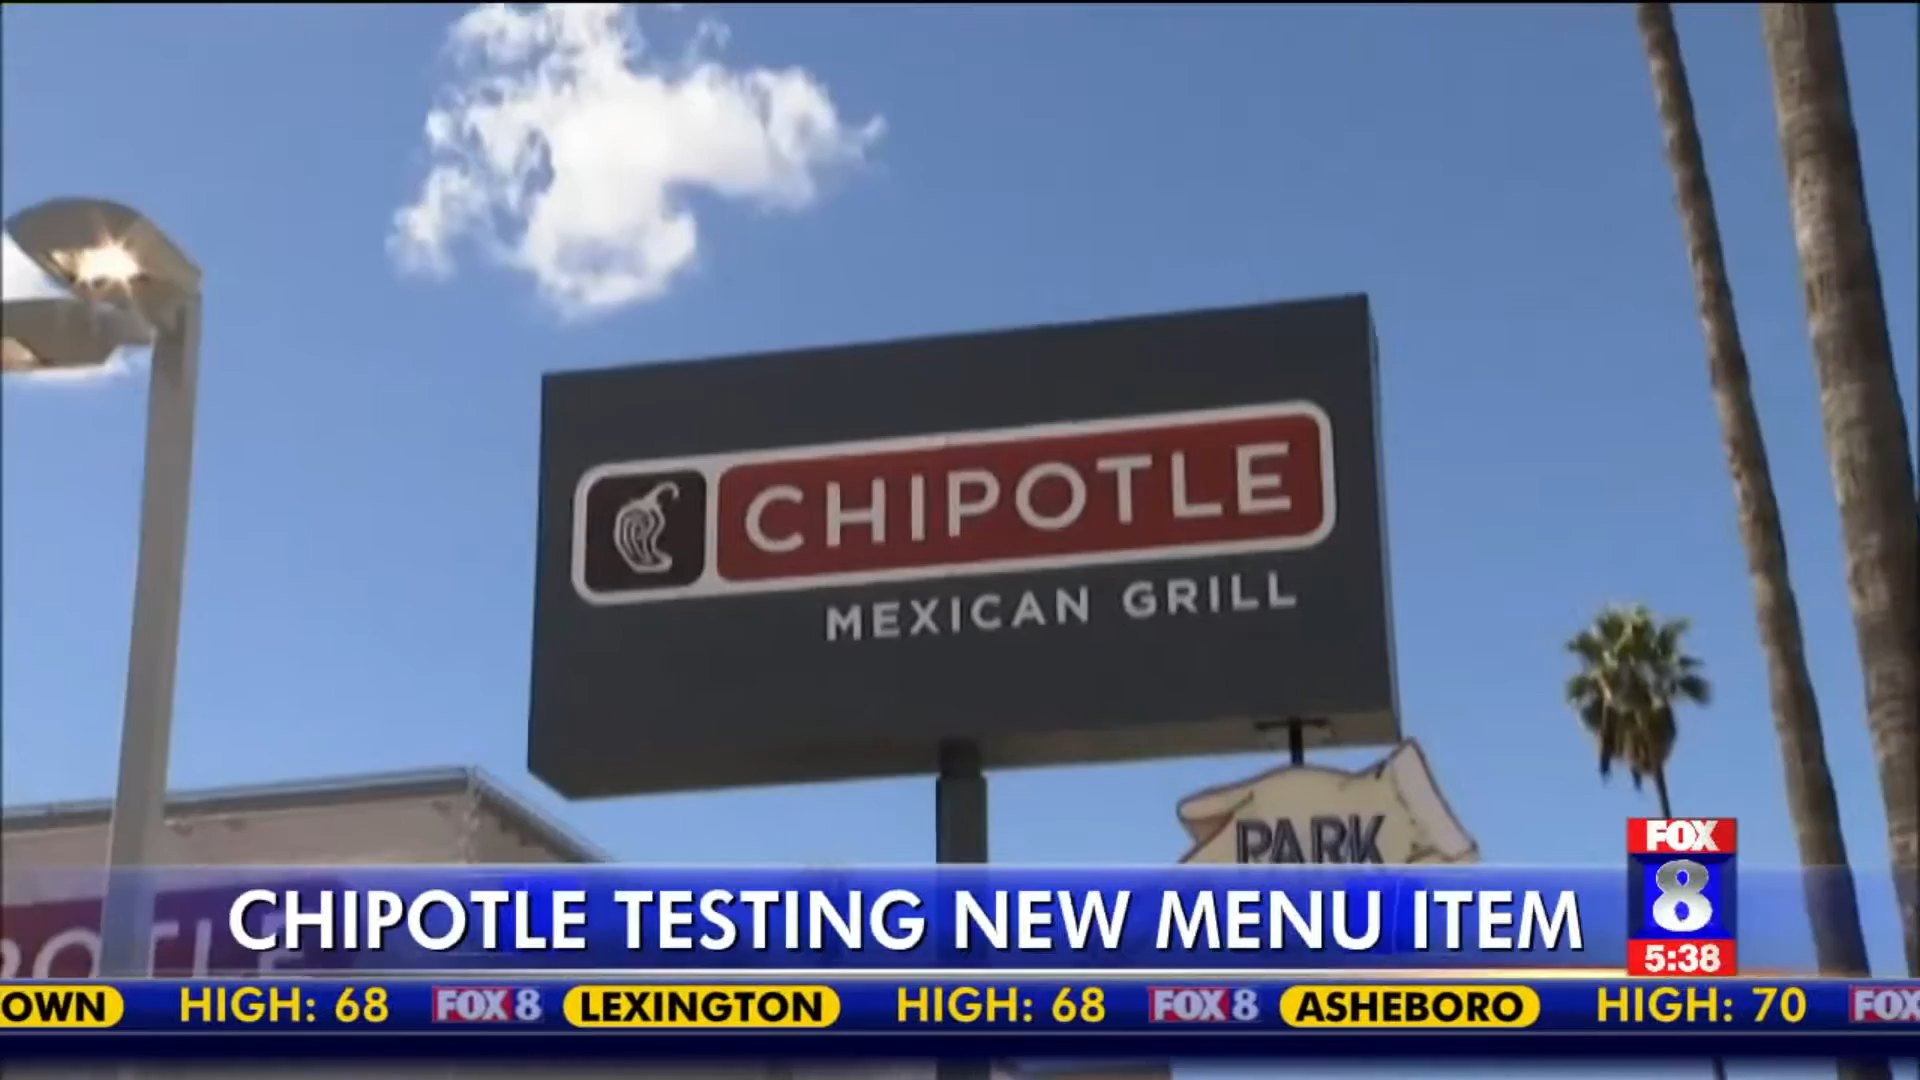 CHIPOTLE
MEXICAN GRILL
PARK
CHIPOTLE TESTING NEW MENU ITEM
FOX
8
5:38
OWN HIGH: 68 FOX 8 LEXINGTON HIGH: 68 FOX 8 ASHEBORO HIGH: 70 FOX